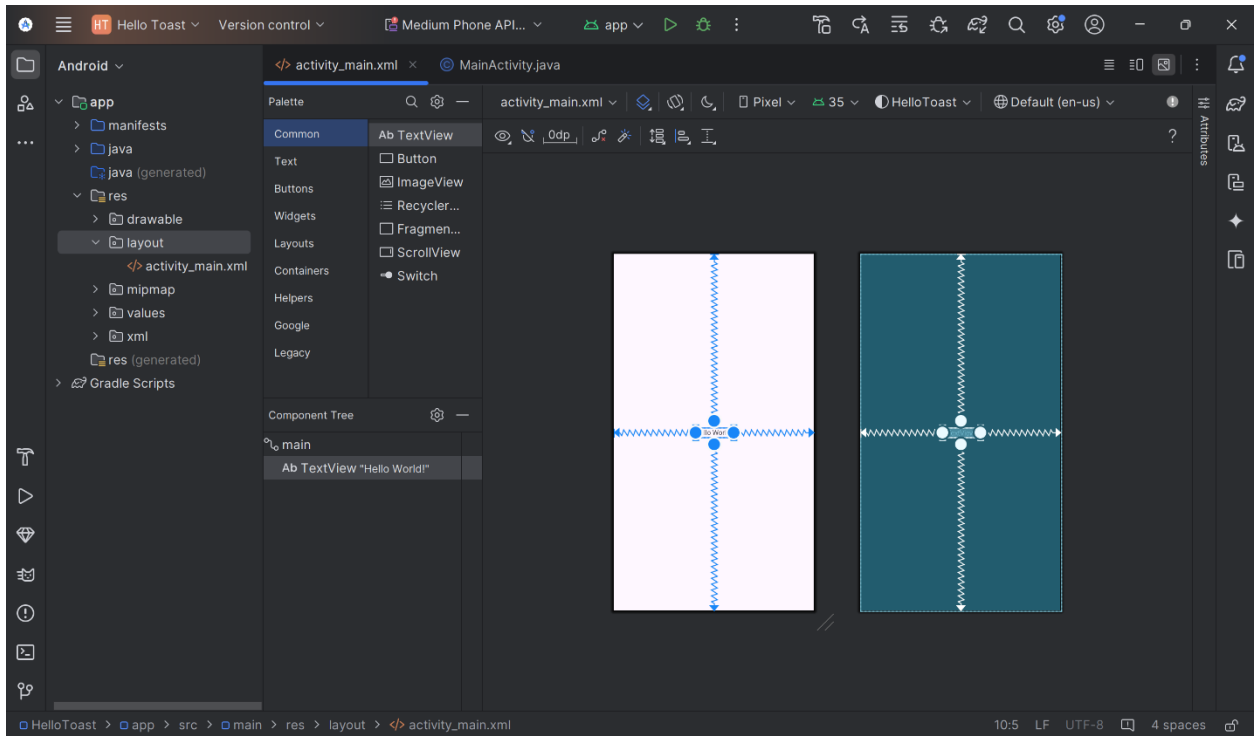 HT Hello Toast Version control Medium Phone API... app
Android
activity_main.xml MainActivity.java
app
manifests
java
java (generated)
res
drawable
layout
activity_main.xml
mipmap
values
xml
res (generated)
Gradle Scripts
Palette
Common
Text
Buttons
Widgets
Layouts
Containers
Helpers
Google
Legacy
Ab TextView
Button
ImageView
Recycler...
Fragmen...
ScrollView
Switch
Component Tree
main
Ab TextView "Hello World!"
activity_main.xml Pixel 35 HelloToast Default (en-us)
0dp ?
llo Worl
Attributes
HelloToast > app > src > main > res > layout > activity_main.xml 10:5 LF UTF-8 4 spaces